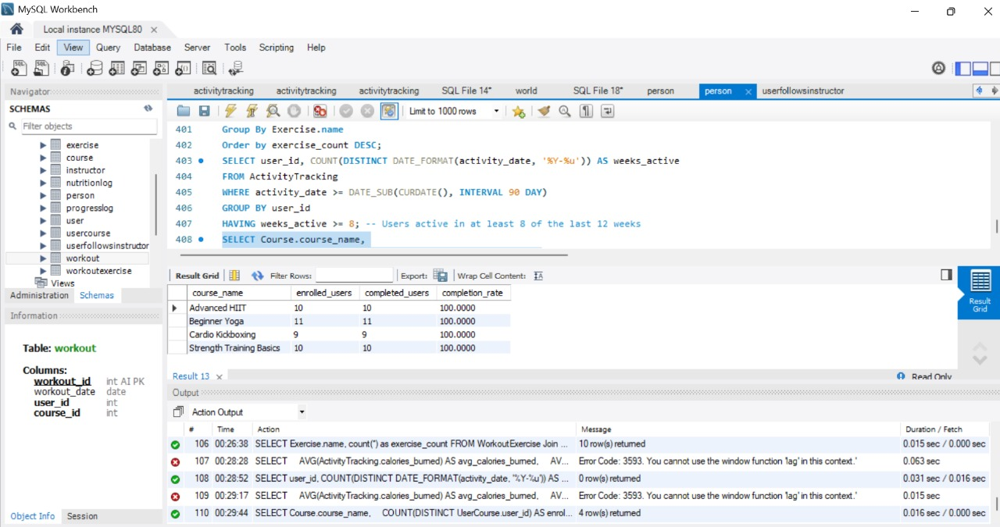 MySQL Workbench
Local instance MYSQL80
File Edit View Query Database Server Tools Scripting Help
Navigator
SCHEMAS
Filter objects
exercise
course
instructor
nutritionlog
person
progresslog
user
usercourse
userfollowsinstructor
workout
workoutexercise
Views
Administration Schemas
Information
Table: workout
Columns:
workout_id int AI PK
workout_date date
user_id int
course_id int
Object Info Session
activitytracking activitytracking activitytracking SQL File 14* world SQL File 18* person person userfollowsinstructor
Limit to 1000 rows
401 Group By Exercise.name
402 Order by exercise_count DESC;
403 SELECT user_id, COUNT(DISTINCT DATE_FORMAT(activity_date, '%Y-%u')) AS weeks_active
404 FROM ActivityTracking
405 WHERE activity_date >= DATE_SUB(CURDATE(), INTERVAL 90 DAY)
406 GROUP BY user_id
407 HAVING weeks_active >= 8; -- Users active in at least 8 of the last 12 weeks
408 SELECT Course.course_name,
Result Grid Filter Rows: Export: Wrap Cell Content:
course_name enrolled_users completed_users completion_rate
Advanced HIIT 10 10 100.0000
Beginner Yoga 11 11 100.0000
Cardio Kickboxing 9 9 100.0000
Strength Training Basics 10 10 100.0000
Result Grid
Result 13 Read Only
Output
Action Output
# Time Action Message Duration / Fetch
106 00:26:38 SELECT Exercise.name, count(*) as exercise_count FROM WorkoutExercise Join ... 10 row(s) returned 0.015 sec / 0.000 sec
107 00:28:28 SELECT AVG(ActivityTracking.calories_burned) AS avg_calories_burned, AV... Error Code: 3593. You cannot use the window function 'lag' in this context.' 0.063 sec
108 00:28:52 SELECT user_id, COUNT(DISTINCT DATE_FORMAT(activity_date, '%Y-%u')) AS ... 0 row(s) returned 0.031 sec / 0.016 sec
109 00:29:17 SELECT AVG(ActivityTracking.calories_burned) AS avg_calories_burned, AV... Error Code: 3593. You cannot use the window function 'lag' in this context.' 0.015 sec
110 00:29:44 SELECT Course.course_name, COUNT(DISTINCT UserCourse.user_id) AS enrol... 4 row(s) returned 0.016 sec / 0.000 sec